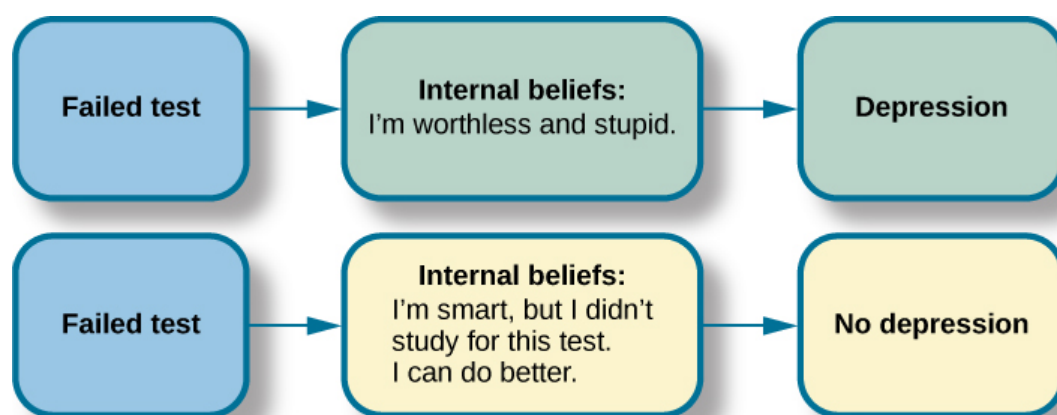 Failed test
Internal beliefs:
I'm worthless and stupid.
Depression
Failed test
Internal beliefs:
I'm smart, but I didn't
study for this test.
I can do better.
No depression